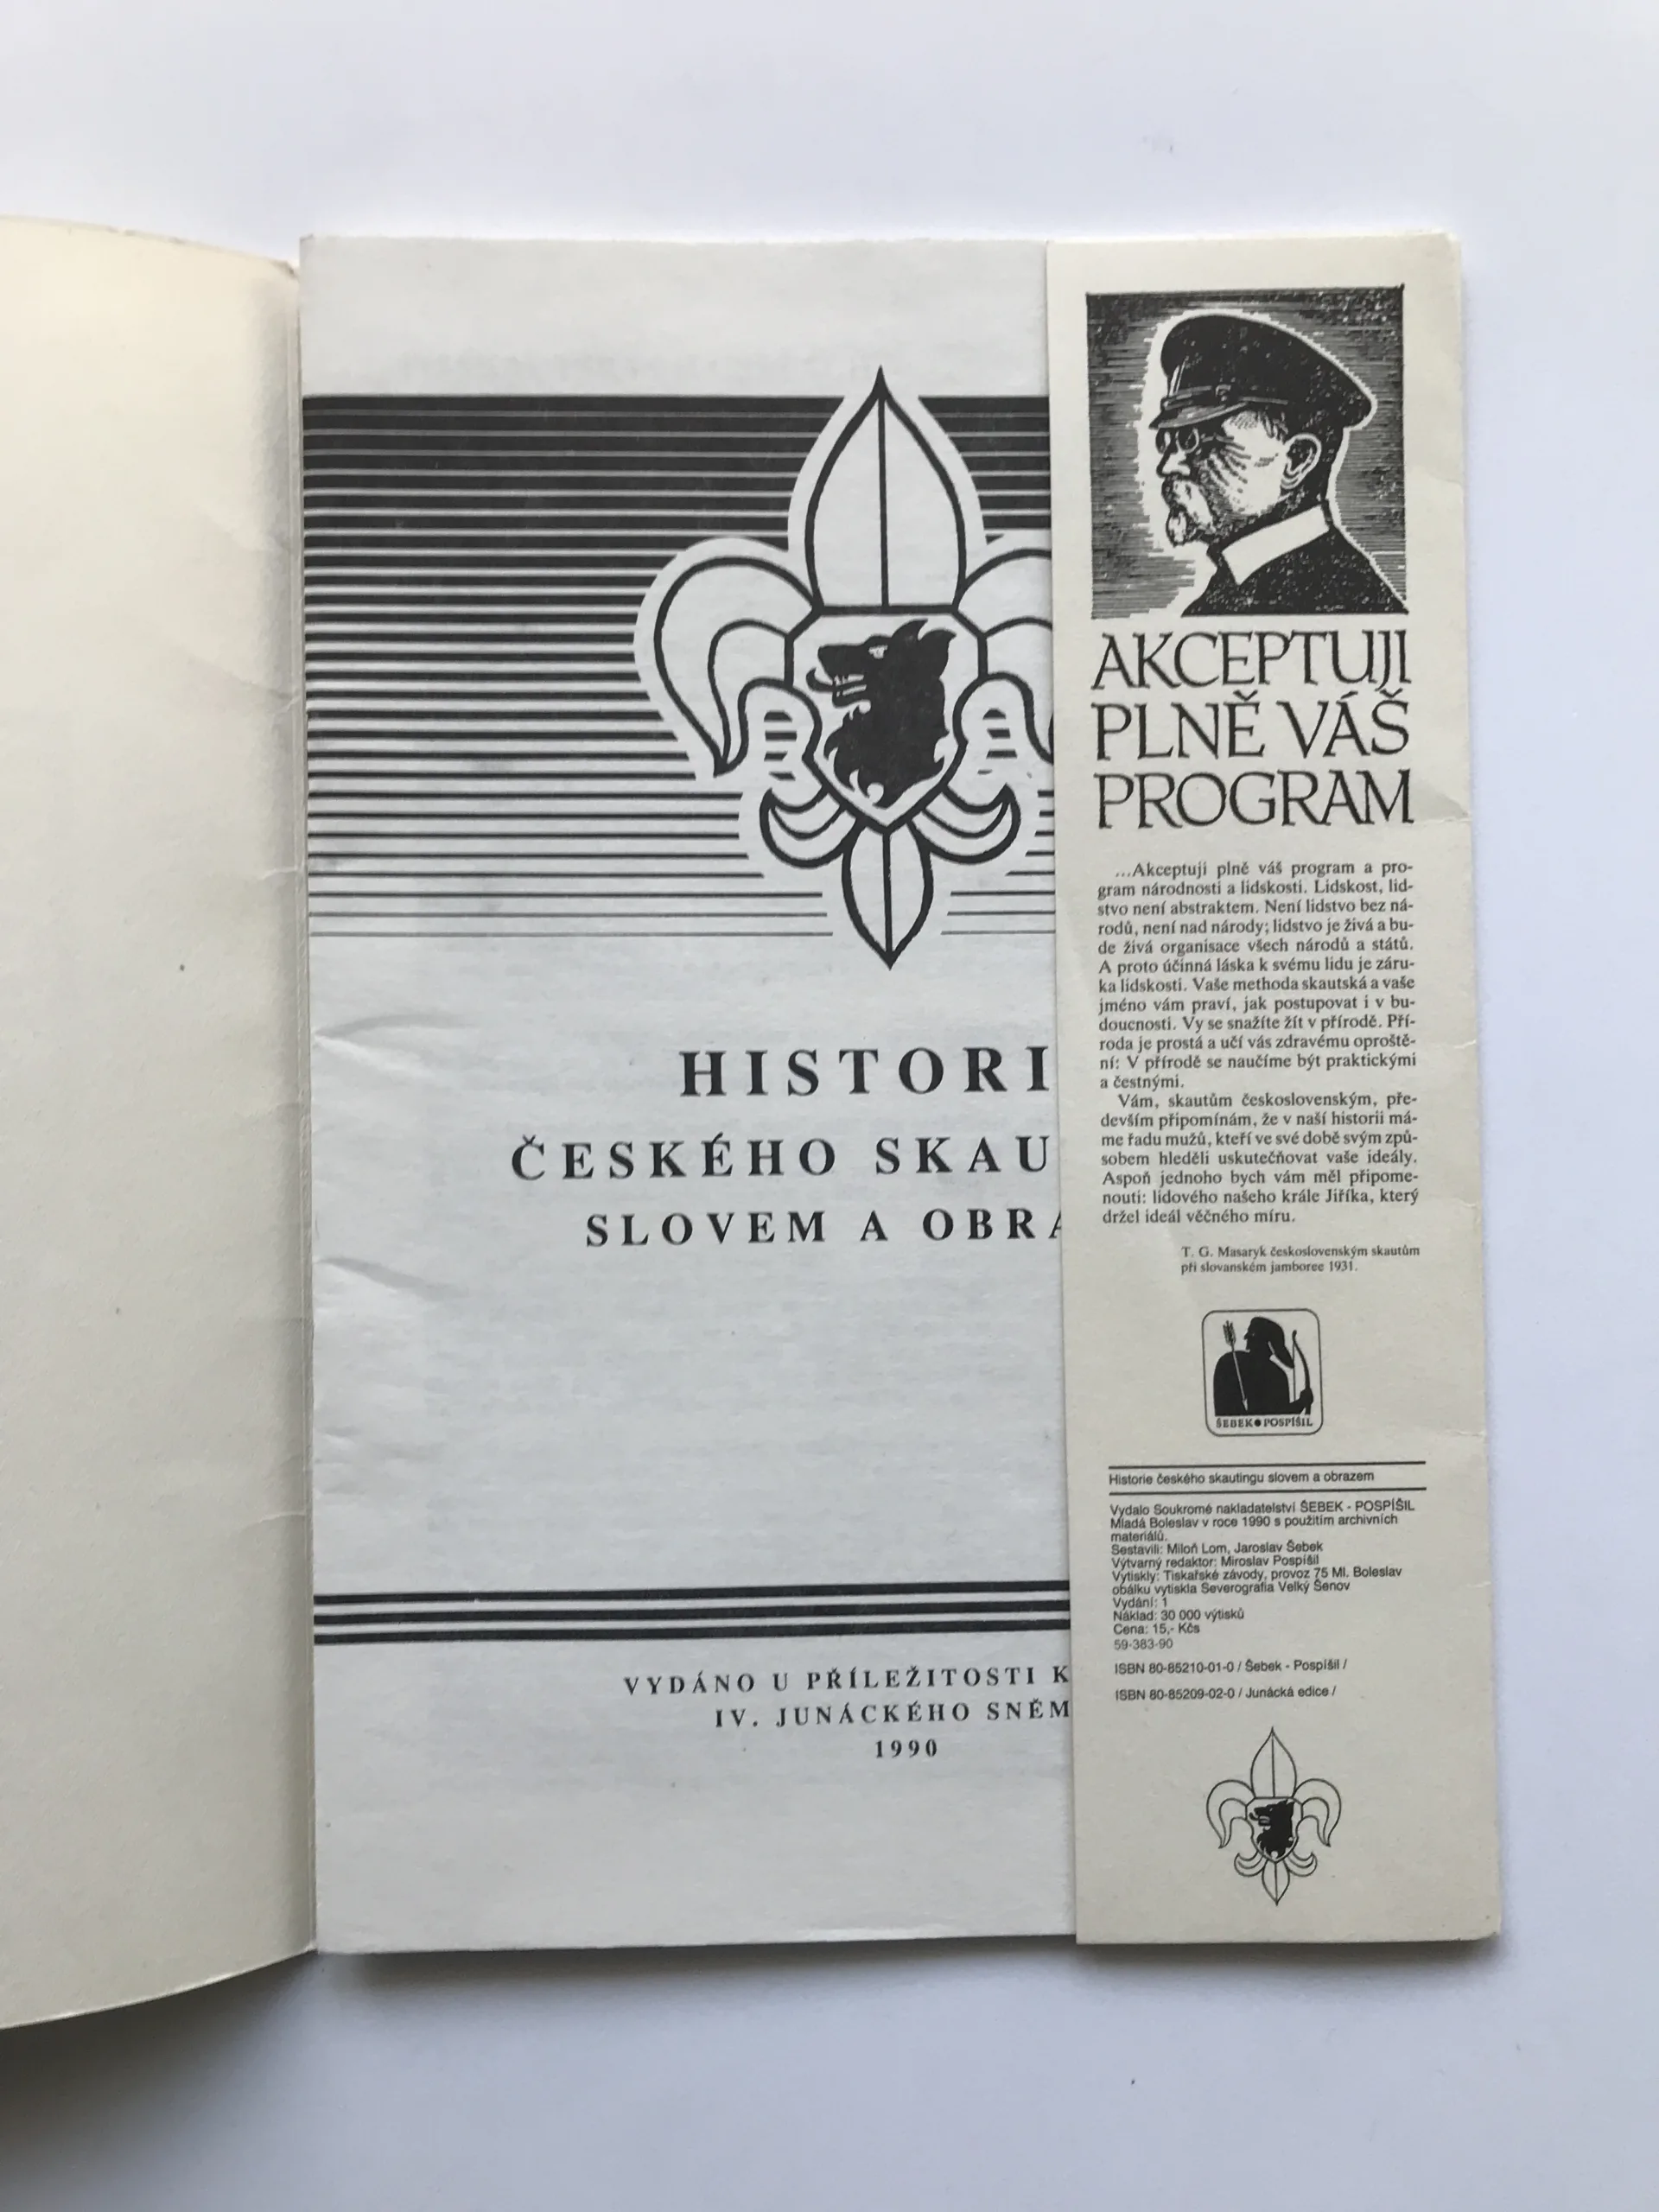 HISTORI
ČESKÉHO SKAU
SLOVEM A OBRA
VYDÁNO U PŘÍLEŽITOSTI K
IV. JUNÁCKÉHO SNĚM
1990
AKCEPTUJI
PLNĚ VÁŠ
PROGRAM
...Akceptuji plně váš program a pro-
gram národnosti a lidskosti. Lidskost, lid-
stvo není abstraktem. Není lidstvo bez ná-
rodů, není nad národy; lidstvo je živá a bu-
de živá organisace všech národů a států.
A proto účinná láska k svému lidu je záru-
ka lidskosti. Vaše methoda skautská a vaše
jméno vám praví, jak postupovat i v bu-
doucnosti. Vy se snažíte žít v přírodě. Pří-
roda je prostá a učí vás zdravému oproště-
ní: V přírodě se naučíme být praktickými
a čestnými.
Vám, skautům československým, pře-
devším připomínám, že v naší historii má-
me řadu mužů, kteří ve své době svým způ-
sobem hleděli uskutečňovat vaše ideály.
Aspoň jednoho bych vám měl připome-
nouti: lidového našeho krále Jiříka, který
držel ideál věčného míru.
T. G. Masaryk československým skautům
při slovanském jamboree 1931.
ŠEBEK●POSPÍŠIL
Historie českého skautingu slovem a obrazem
Vydalo Soukromé nakladatelství ŠEBEK - POSPÍŠIL
Mladá Boleslav v roce 1990 s použitím archivních
materiálů.
Sestavili: Miloň Lom, Jaroslav Šebek
Výtvarný redaktor: Miroslav Pospíšil
Vytiskly: Tiskařské závody, provoz 75 Ml. Boleslav
obálku vytiskla Severografia Velký Šenov
Vydání: 1
Náklad: 30 000 výtisků
Cena: 15,- Kčs
59-383-90
ISBN 80-85210-01-0 / Šebek - Pospíšil /
ISBN 80-85209-02-0 / Junácká edice /